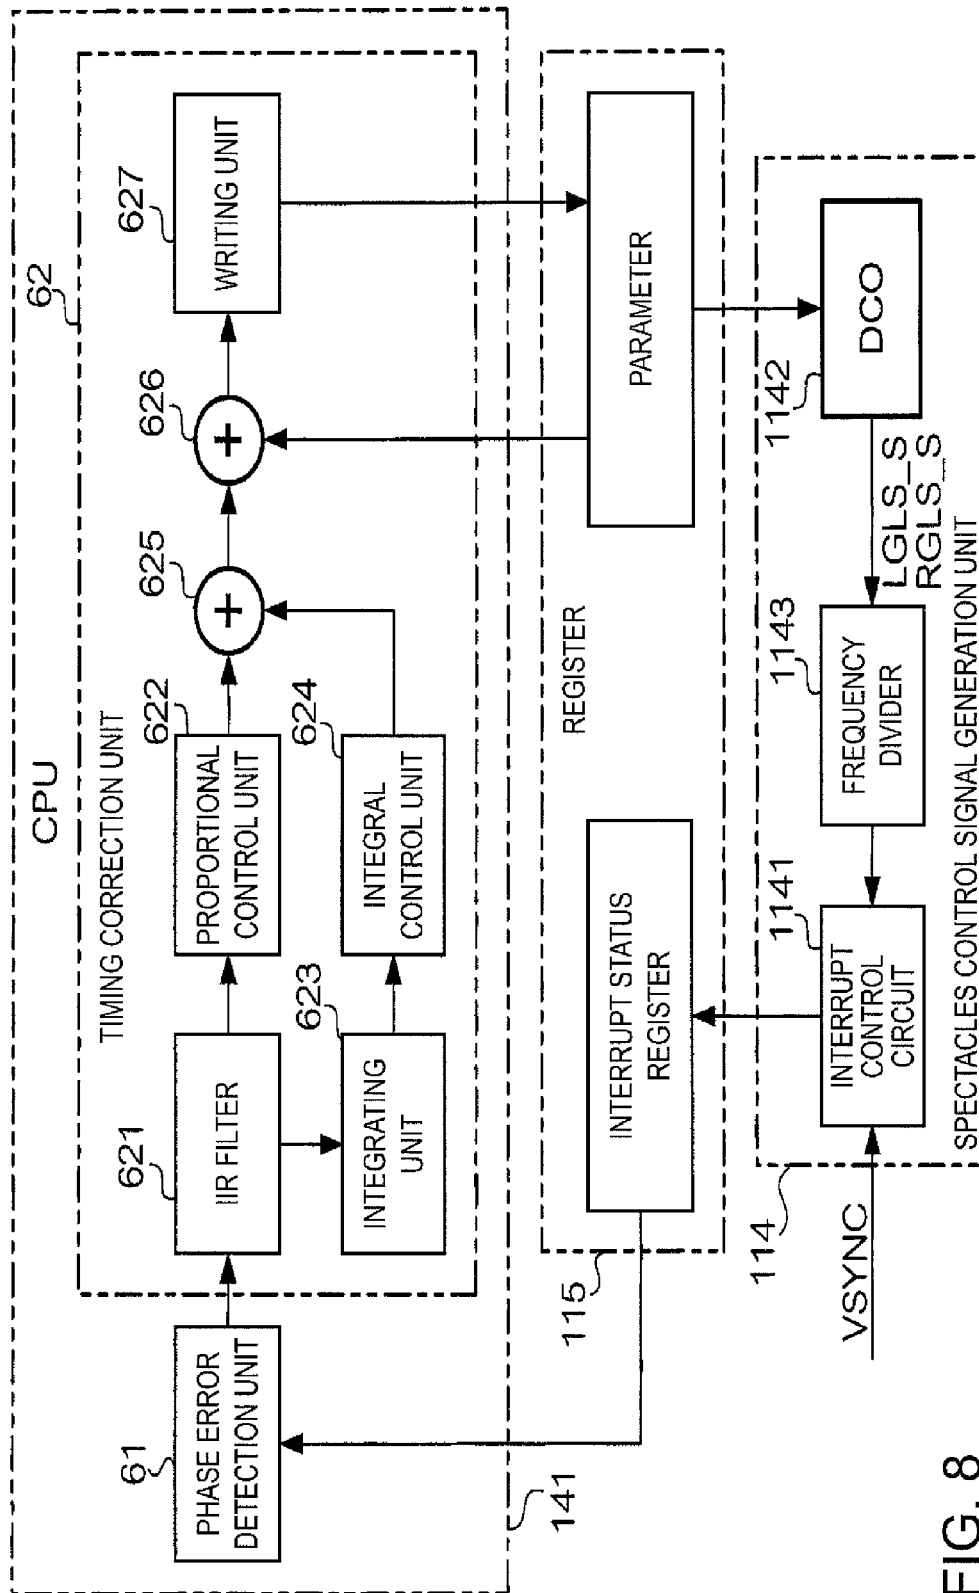 CPU
62
TIMING CORRECTION UNIT
61
PHASE ERROR
DETECTION UNIT
621
IIR FILTER
622
PROPORTIONAL
CONTROL UNIT
625
+
626
+
627
WRITING UNIT
623
INTEGRATING
UNIT
624
INTEGRAL
CONTROL UNIT
141
115
REGISTER
INTERRUPT STATUS
REGISTER
PARAMETER
114
VSYNC
1141
INTERRUPT
CONTROL
CIRCUIT
1143
FREQUENCY
DIVIDER
LGLS_S
RGLS_S
1142
DCO
SPECTACLES CONTROL SIGNAL GENERATION UNIT
FIG. 8